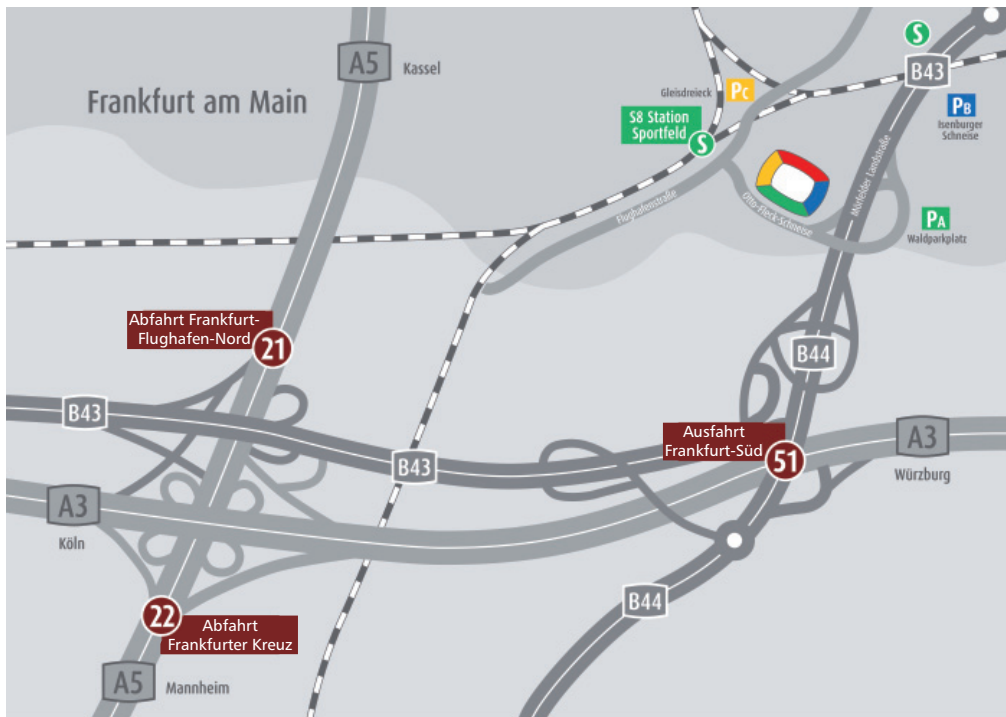 A5
Kassel
Frankfurt am Main
S
B43
Gleisdreieck
PC
S8 Station
Sportfeld
S
PB
Isenburger
Schneise
Mörfelder Landstraße
Flughafenstraße
Otto-Fleck-Schneise
PA
Waldparkplatz
Abfahrt Frankfurt-
Flughafen-Nord
21
B44
B43
B43
Ausfahrt
Frankfurt-Süd
51
A3
Würzburg
A3
Köln
22
Abfahrt
Frankfurter Kreuz
B44
A5
Mannheim